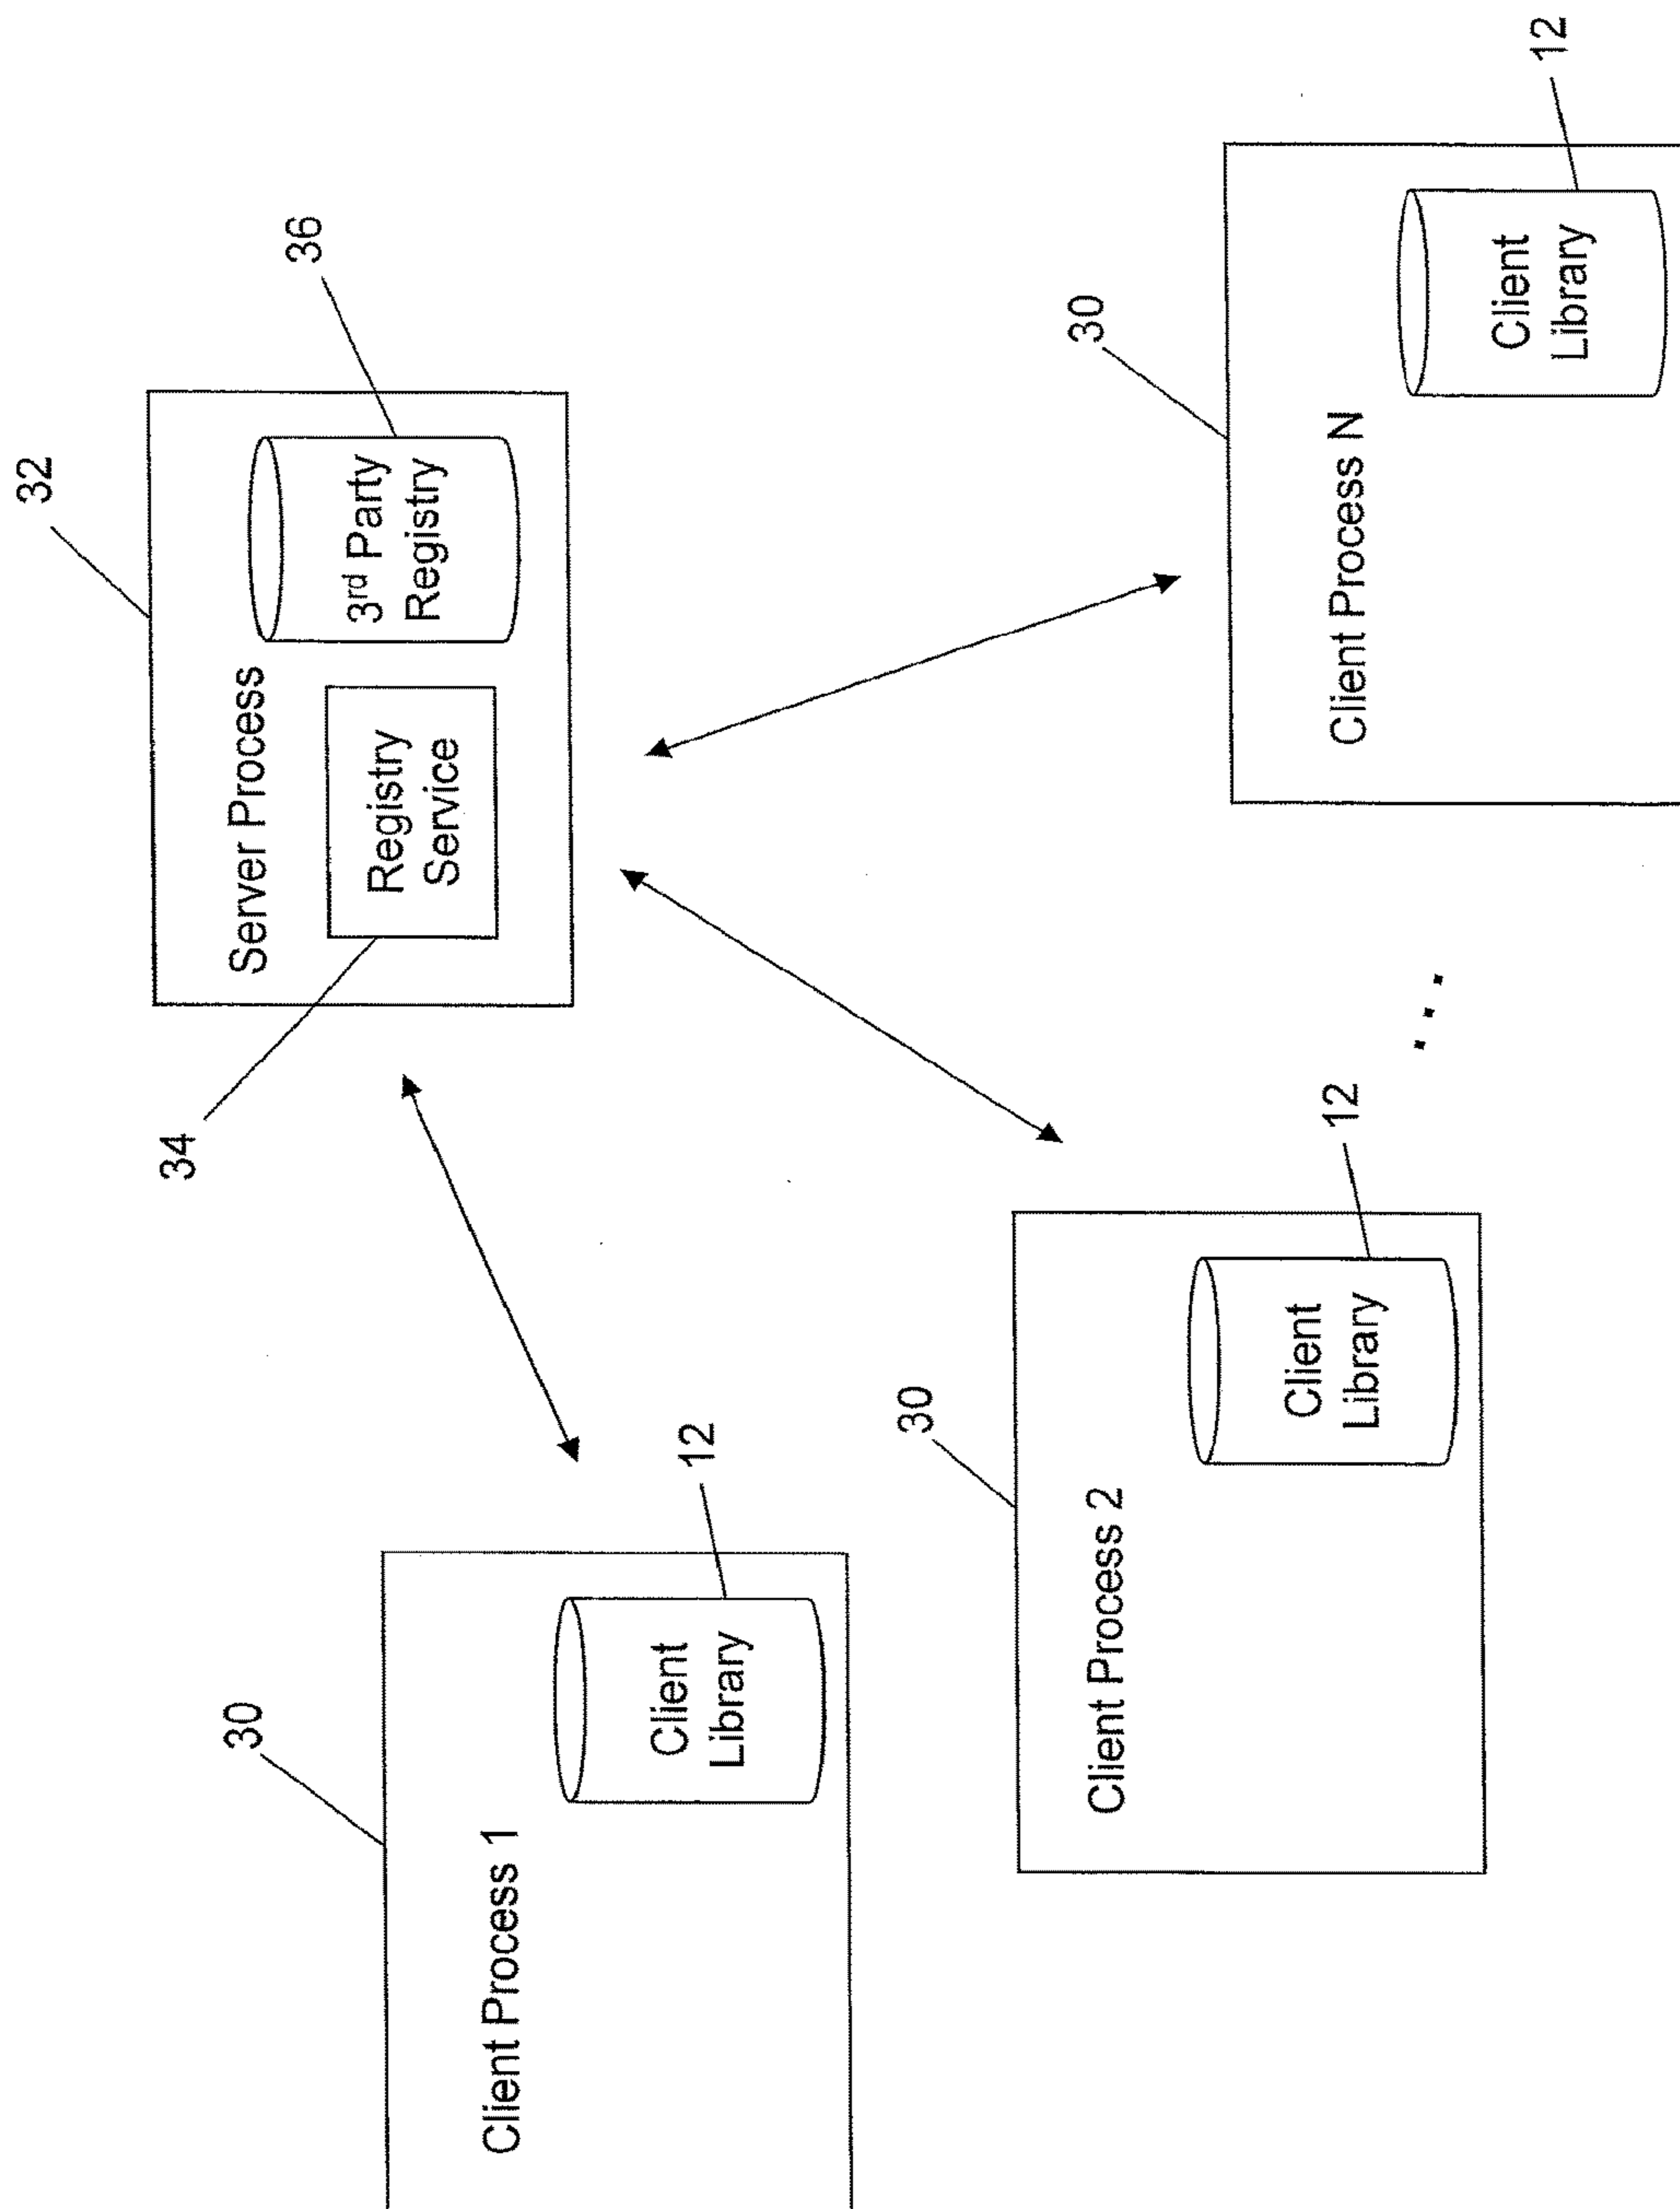 32
Server Process
36
Registry
Service
3rd Party
Registry
34
30
Client Process 1
12
Client
Library
30
Client Process 2
12
Client
Library
...
30
Client Process N
12
Client
Library